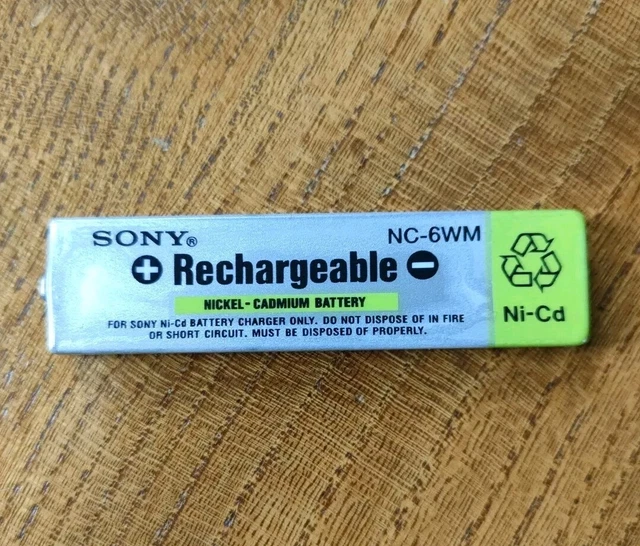 SONY®
NC-6WM
+ Rechargeable -
NICKEL-CADMIUM BATTERY
FOR SONY Ni-Cd BATTERY CHARGER ONLY. DO NOT DISPOSE OF IN FIRE
OR SHORT CIRCUIT. MUST BE DISPOSED OF PROPERLY.
Ni-Cd